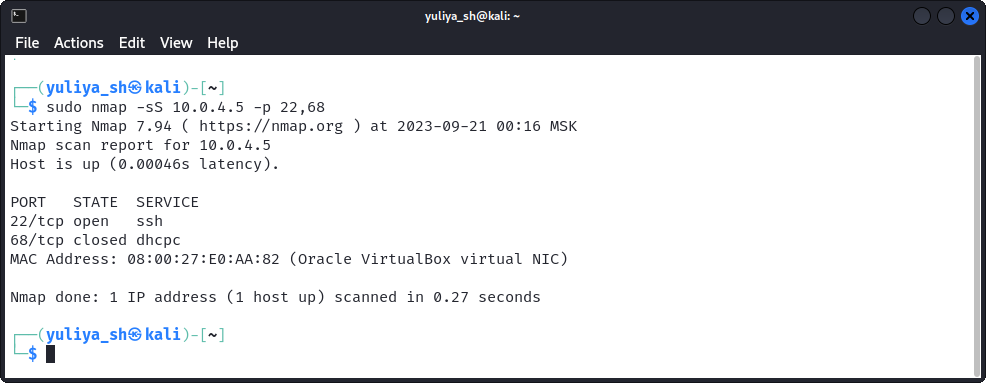 yuliya_sh@kali: ~
File Actions Edit View Help
┌──(yuliya_sh㉿kali)-[~]
└─$ sudo nmap -sS 10.0.4.5 -p 22,68
Starting Nmap 7.94 ( https://nmap.org ) at 2023-09-21 00:16 MSK
Nmap scan report for 10.0.4.5
Host is up (0.00046s latency).
PORT   STATE  SERVICE
22/tcp open   ssh
68/tcp closed dhcpc
MAC Address: 08:00:27:E0:AA:82 (Oracle VirtualBox virtual NIC)
Nmap done: 1 IP address (1 host up) scanned in 0.27 seconds
┌──(yuliya_sh㉿kali)-[~]
└─$